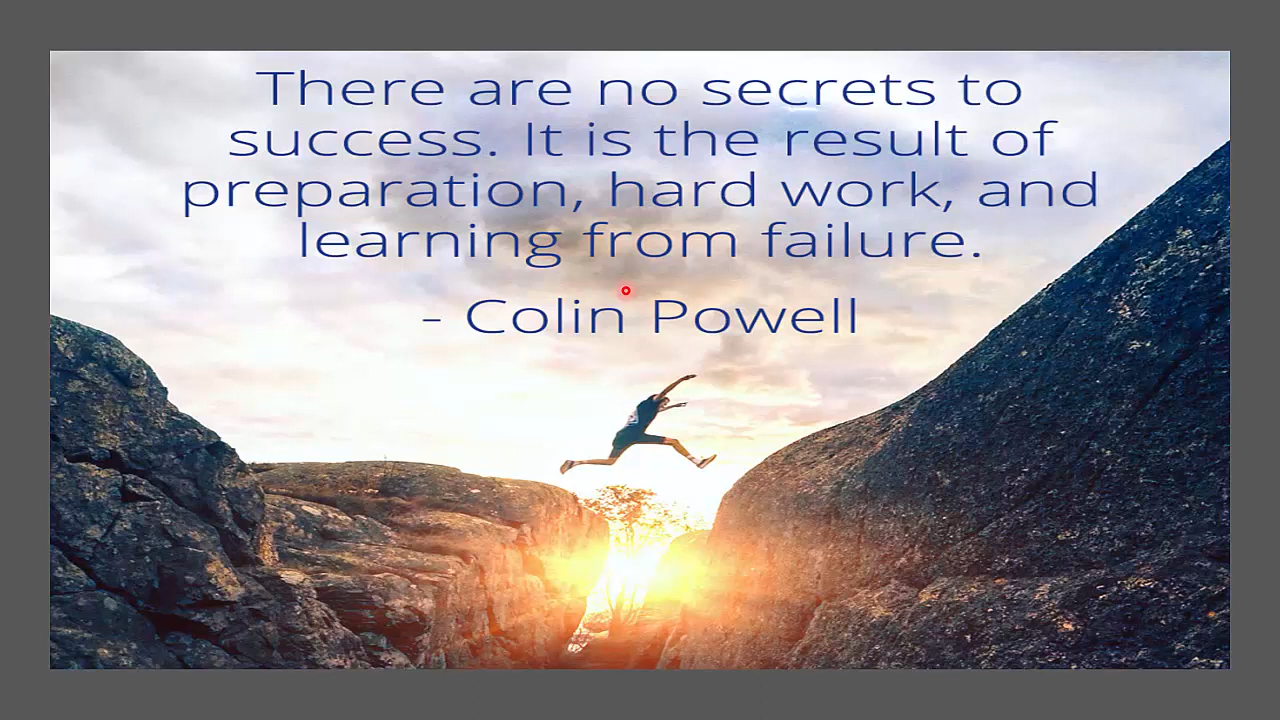 There are no secrets to
success. It is the result of
preparation, hard work, and
learning from failure.
- Colin Powell